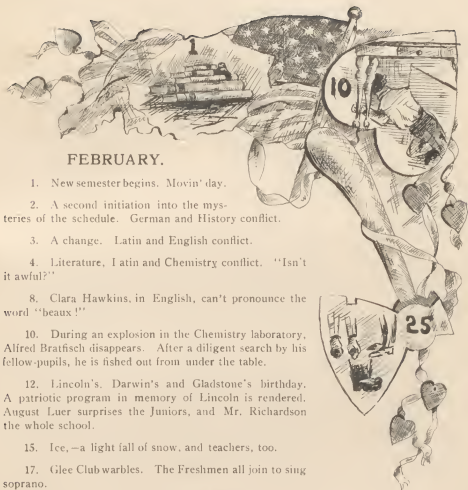 1
10
FEBRUARY.
1. New semester begins. Movin' day.
2. A second initiation into the mys-
teries of the schedule. German and History conflict.
3. A change. Latin and English conflict.
4. Literature, Latin and Chemistry conflict. "Isn't
it awful?"
8. Clara Hawkins, in English, can't pronounce the
word "beaux!"
10. During an explosion in the Chemistry laboratory,
Alfred Bratfisch disappears. After a diligent search by his
fellow-pupils, he is fished out from under the table.
12. Lincoln's. Darwin's and Gladstone's birthday.
A patriotic program in memory of Lincoln is rendered.
August Luer surprises the Juniors, and Mr. Richardson
the whole school.
15. Ice,—a light fall of snow, and teachers, too.
17. Glee Club warbles. The Freshmen all join to sing
soprano.
25